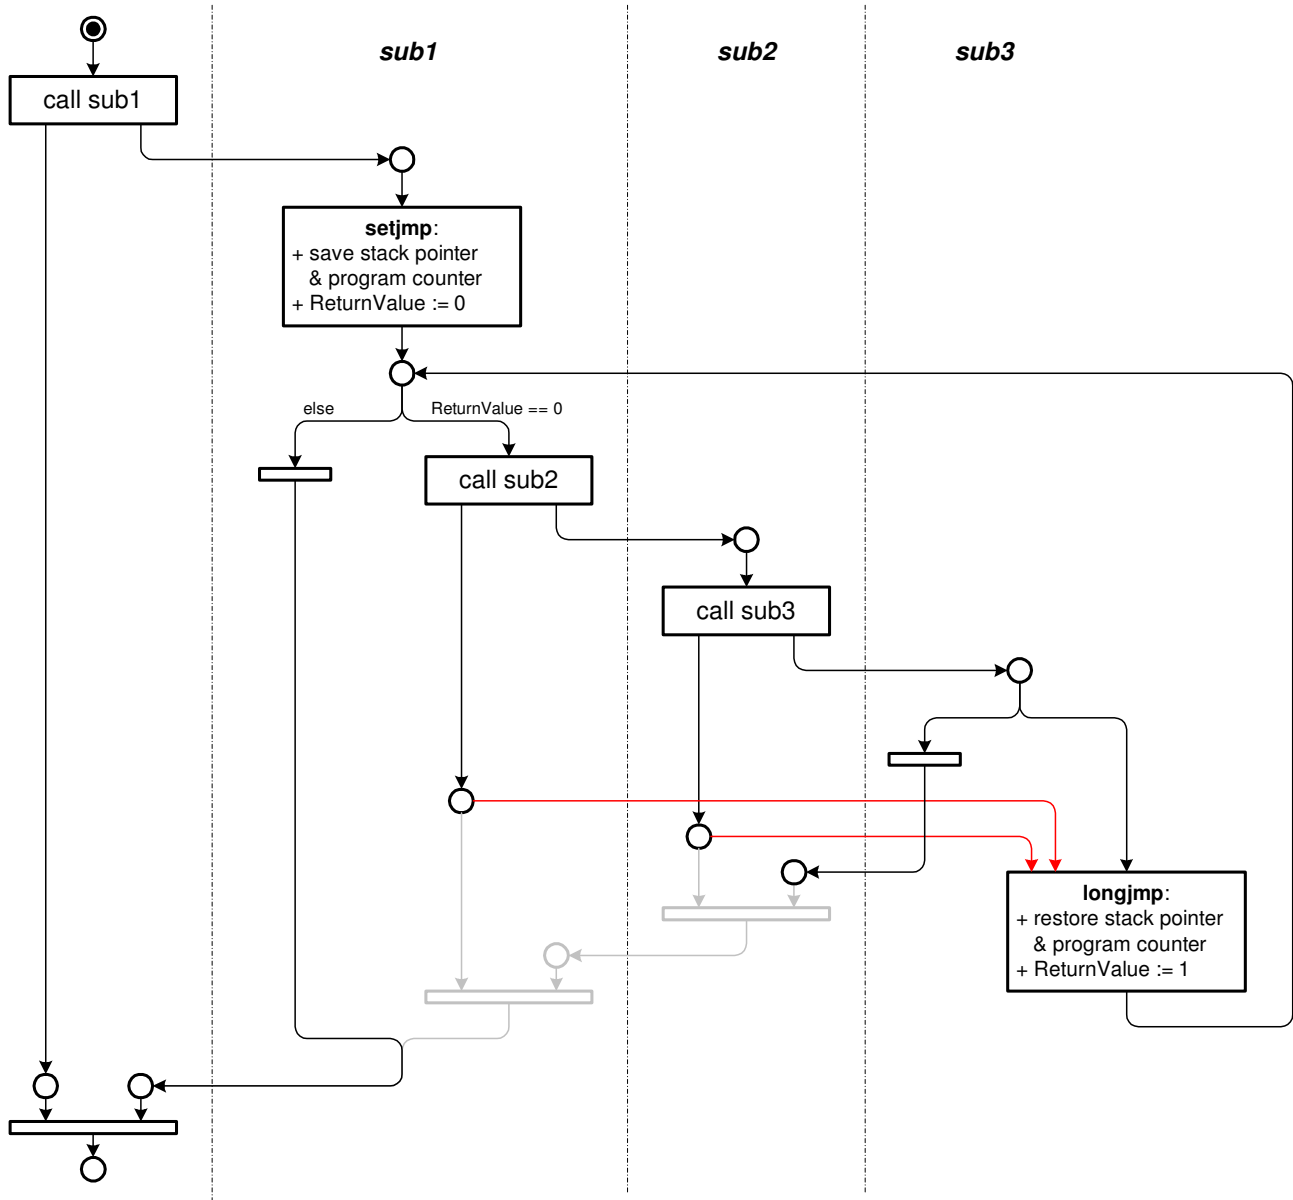 sub1
sub2
sub3
call sub1
setjmp:
+ save stack pointer
& program counter
+ ReturnValue := 0
else
ReturnValue == 0
call sub2
call sub3
longjmp:
+ restore stack pointer
& program counter
+ ReturnValue := 1